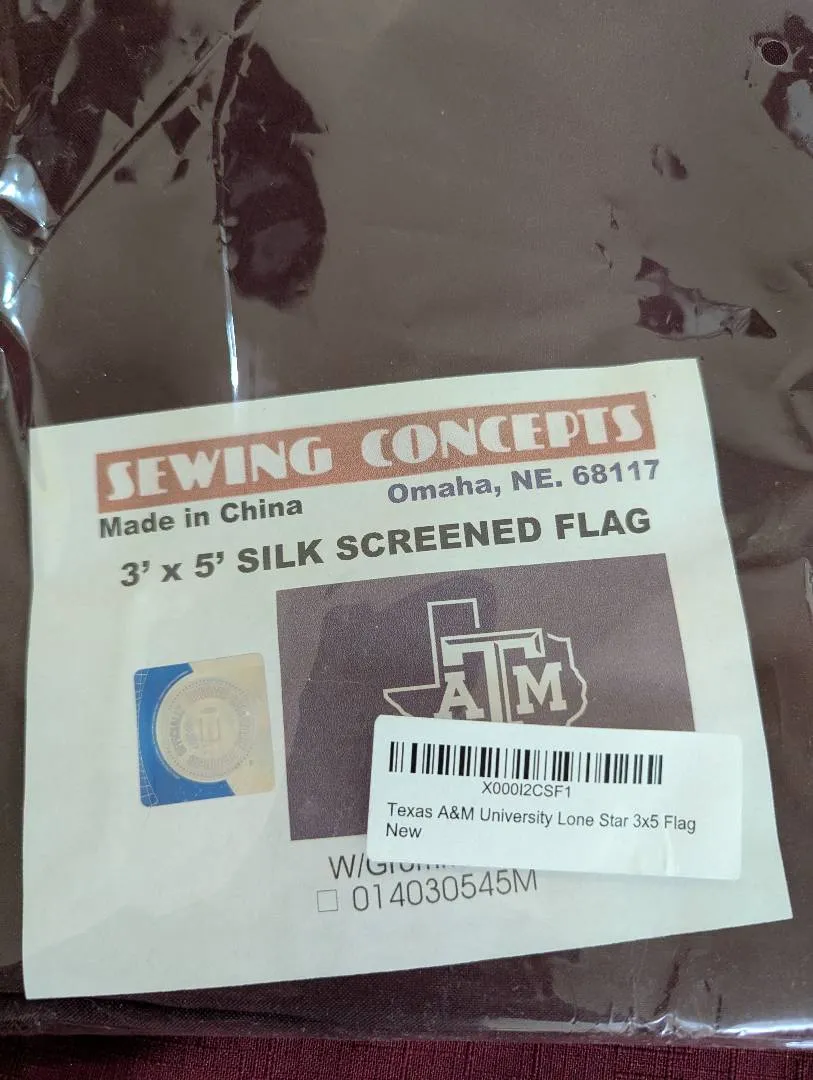 SEWING CONCEPTS
Made in China
Omaha, NE. 68117
3' x 5' SILK SCREENED FLAG
ATM
X000I2CSF1
Texas A&M University Lone Star 3x5 Flag
New
014030545M